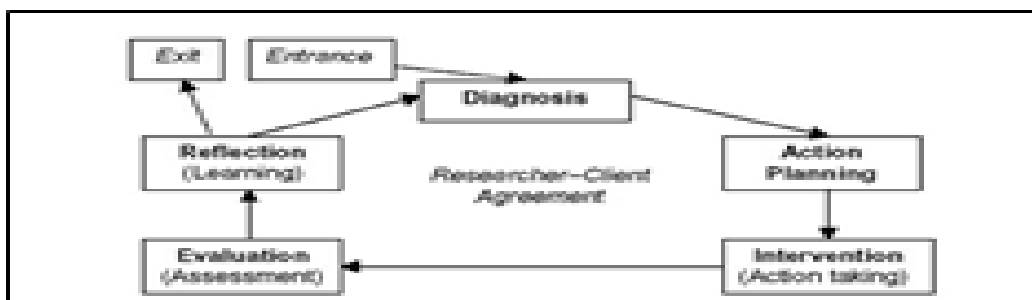 Exit
Entrance
Diagnosis
Reflection
(Learning)
Action
Planning
Researcher-Client
Agreement
Evaluation
(Assessment)
Intervention
(Action taking)